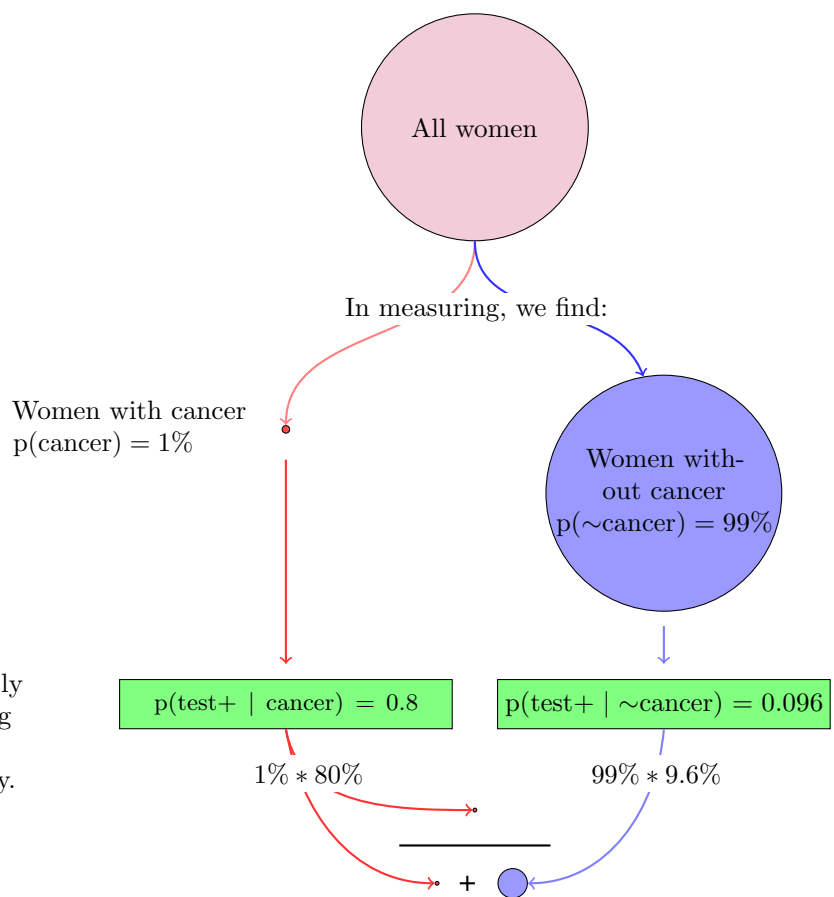 All women
In measuring, we find:
Women with cancer
p(cancer) = 1%
Women with-
out cancer
p(∼cancer) = 99%
p(test+ | cancer) = 0.8
p(test+ | ∼cancer) = 0.096
1% ∗ 80%
99% ∗ 9.6%
+